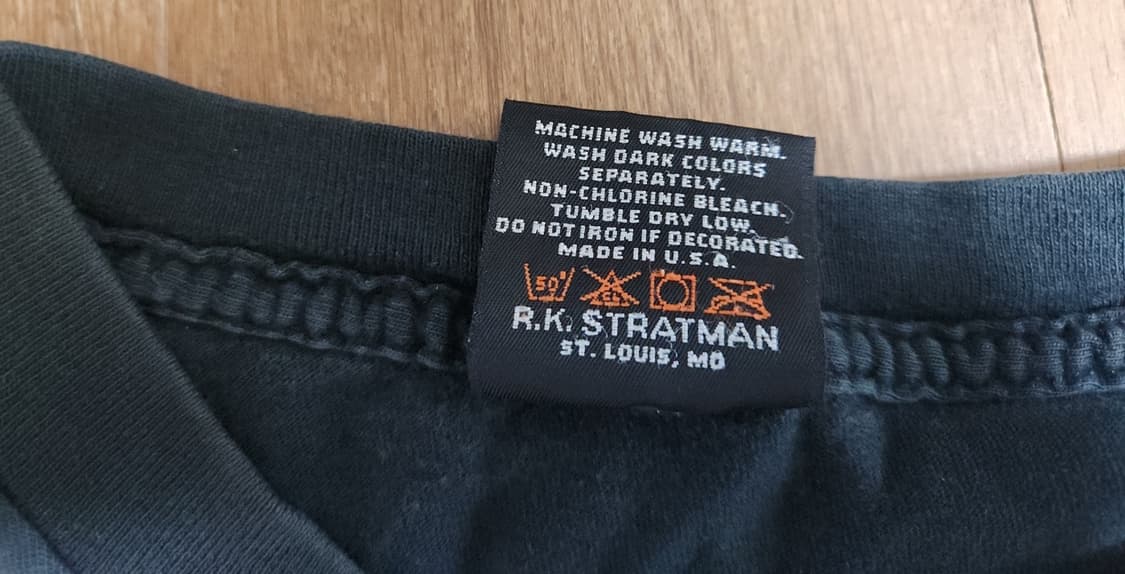 MACHINE WASH WARM.
WASH DARK COLORS
SEPARATELY.
NON-CHLORINE BLEACH.
TUMBLE DRY LOW.
DO NOT IRON IF DECORATED.
MADE IN U.S.A.
50° CL
R.K. STRATMAN
ST. LOUIS, MO